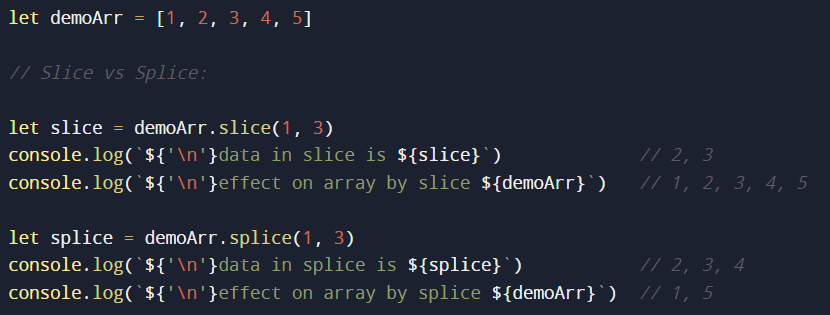 let demoArr = [1, 2, 3, 4, 5]
// Slice vs Splice:
let slice = demoArr.slice(1, 3)
console.log(`${'\n'}data in slice is ${slice}`) // 2, 3
console.log(`${'\n'}effect on array by slice ${demoArr}`) // 1, 2, 3, 4, 5
let splice = demoArr.splice(1, 3)
console.log(`${'\n'}data in splice is ${splice}`) // 2, 3, 4
console.log(`${'\n'}effect on array by splice ${demoArr}`) // 1, 5